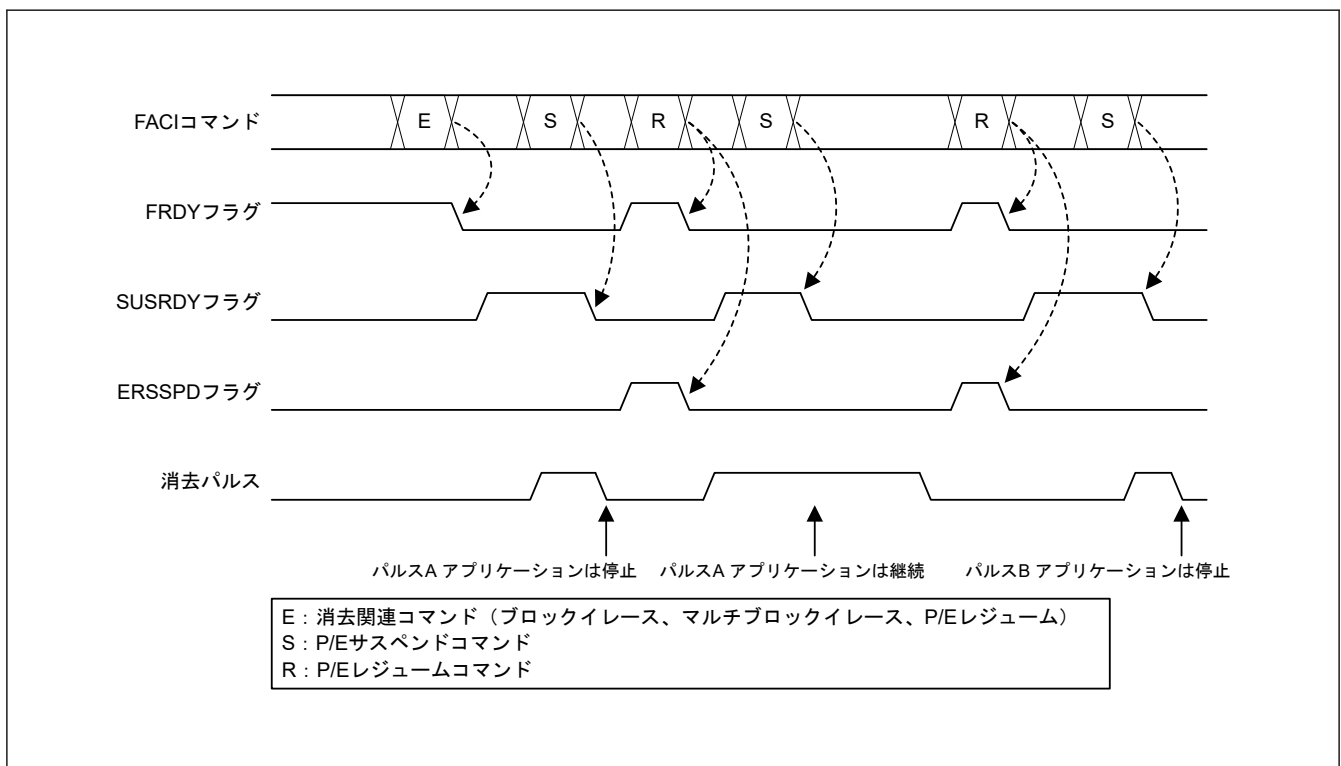 FACIコマンド
E S R S R S
FRDYフラグ
SUSRDYフラグ
ERSSPDフラグ
消去パルス
パルスA アプリケーションは停止 パルスA アプリケーションは継続 パルスB アプリケーションは停止
E：消去関連コマンド（ブロックイレース、マルチブロックイレース、P/Eレジューム）
S：P/Eサスペンドコマンド
R：P/Eレジュームコマンド